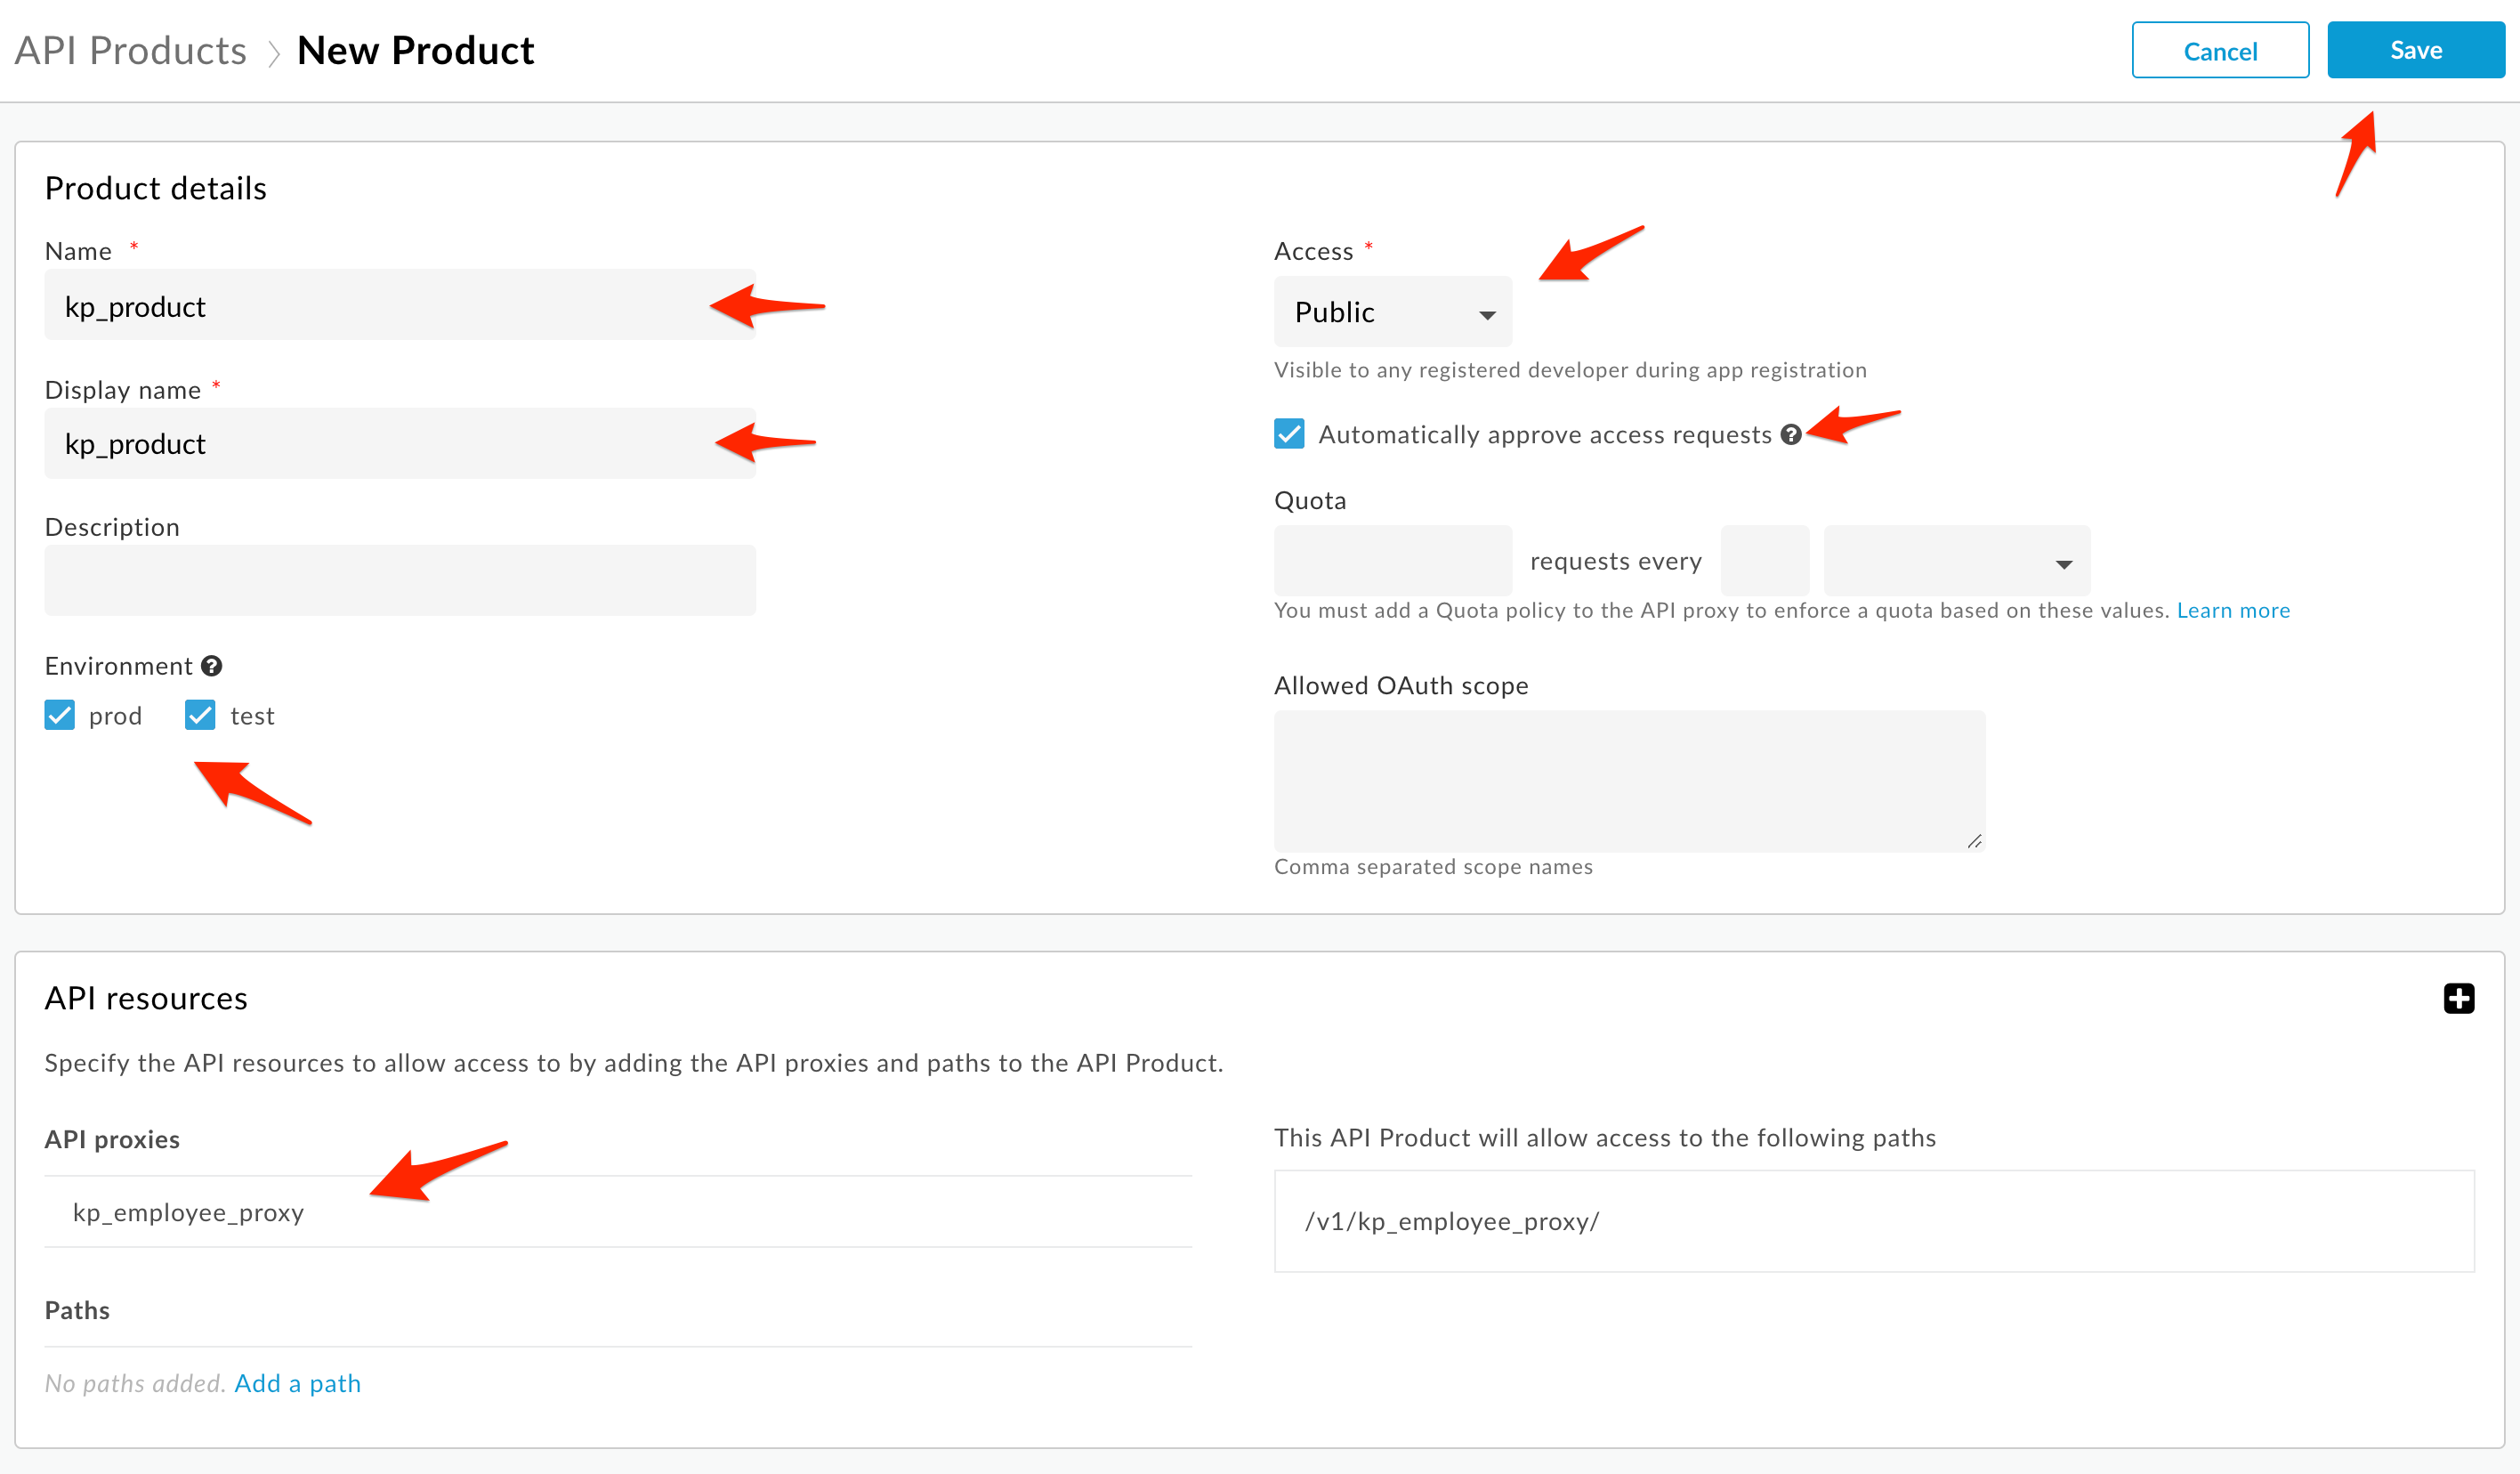 API Products > New Product
Cancel
Save
Product details
Name *
kp_product
Display name *
kp_product
Description
Environment ?
prod
test
Access *
Public
Visible to any registered developer during app registration
Automatically approve access requests ?
Quota
requests every
You must add a Quota policy to the API proxy to enforce a quota based on these values. Learn more
Allowed OAuth scope
Comma separated scope names
API resources
Specify the API resources to allow access to by adding the API proxies and paths to the API Product.
API proxies
kp_employee_proxy
Paths
No paths added. Add a path
This API Product will allow access to the following paths
/v1/kp_employee_proxy/